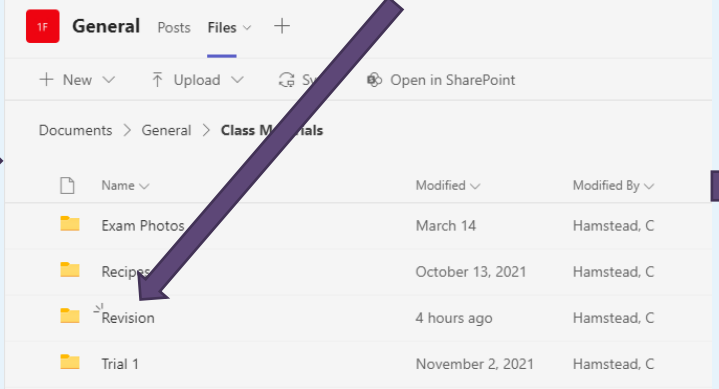 1F General Posts Files
New Upload Open in SharePoint
Documents > General > Class
Name Modified Modified By
Exam Photos March 14 Hamstead, C
Recipes October 13, 2021 Hamstead, C
Revision 4 hours ago Hamstead, C
Trial 1 November 2, 2021 Hamstead, C